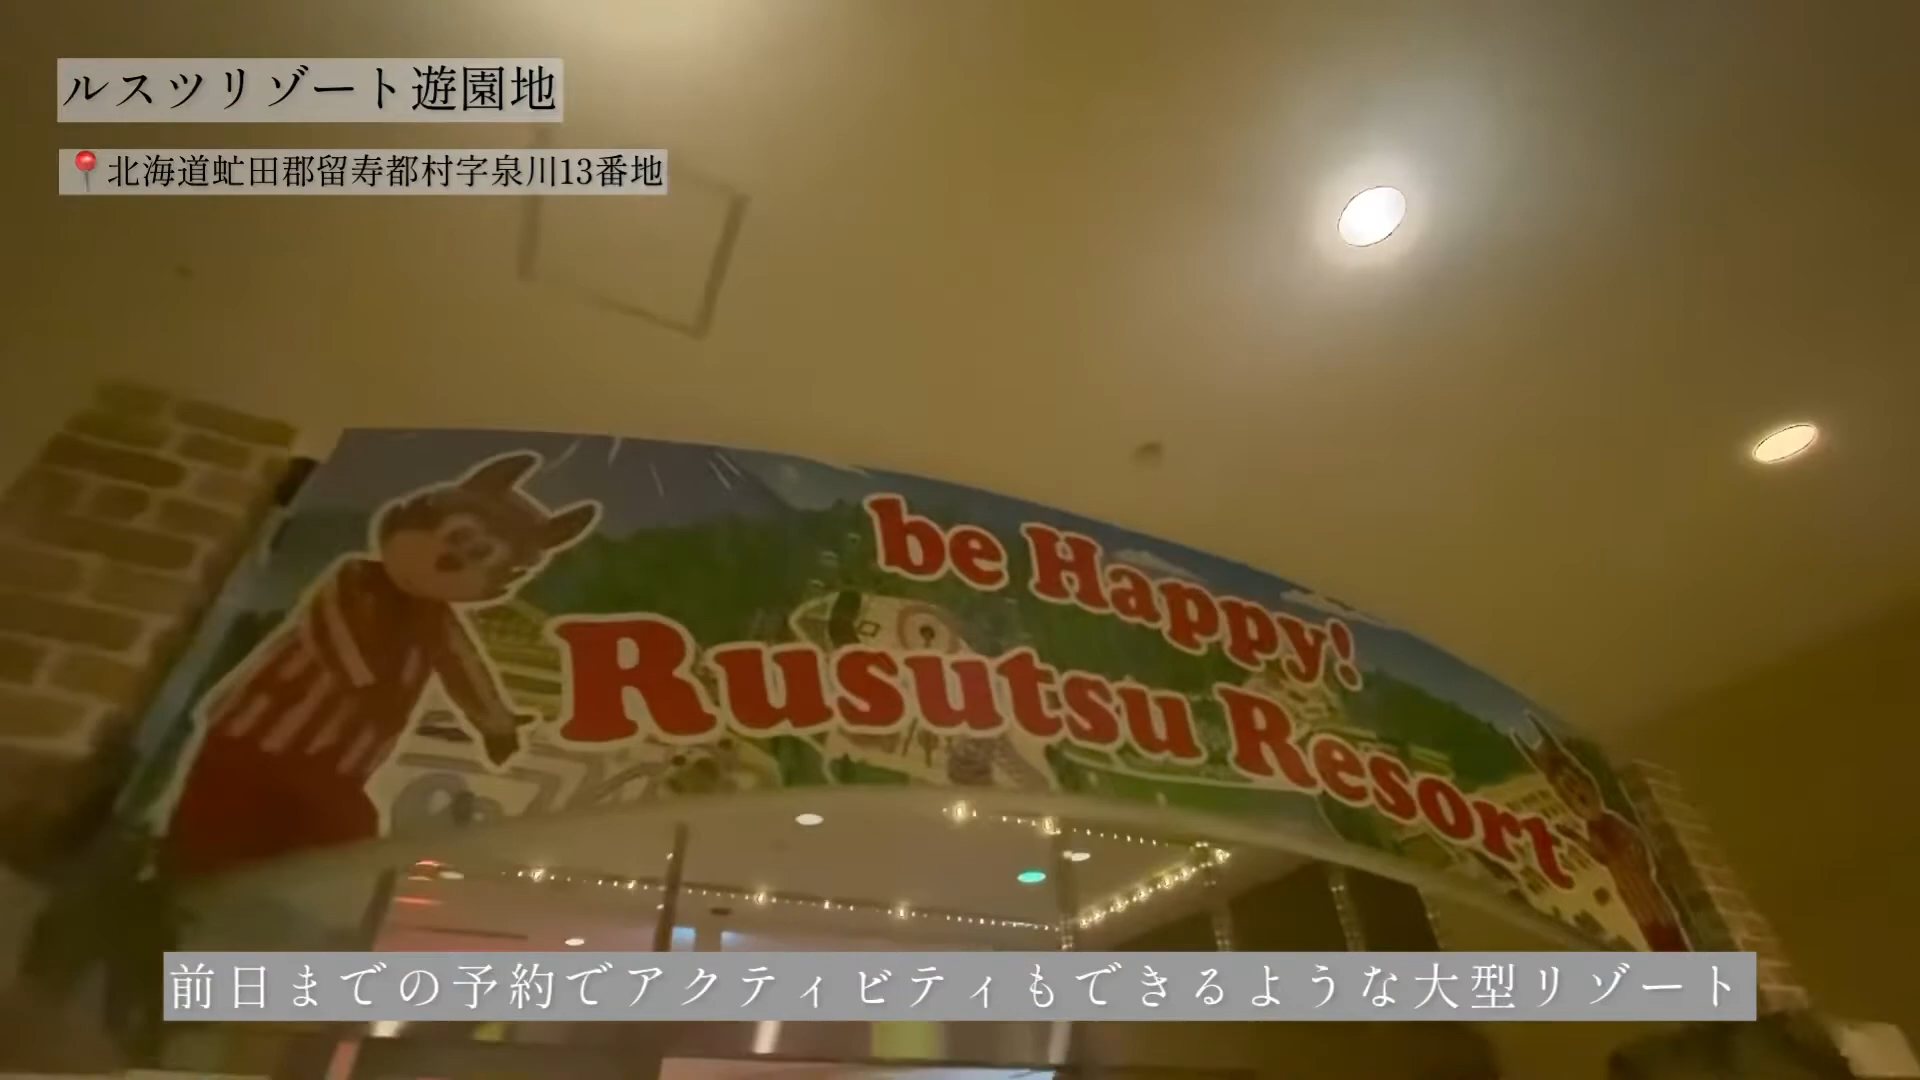 ルスツリゾート遊園地
📍北海道虻田郡留寿都村字泉川13番地
be Happy!
Rusutsu Resort
前日までの予約でアクティビティもできるような大型リゾート